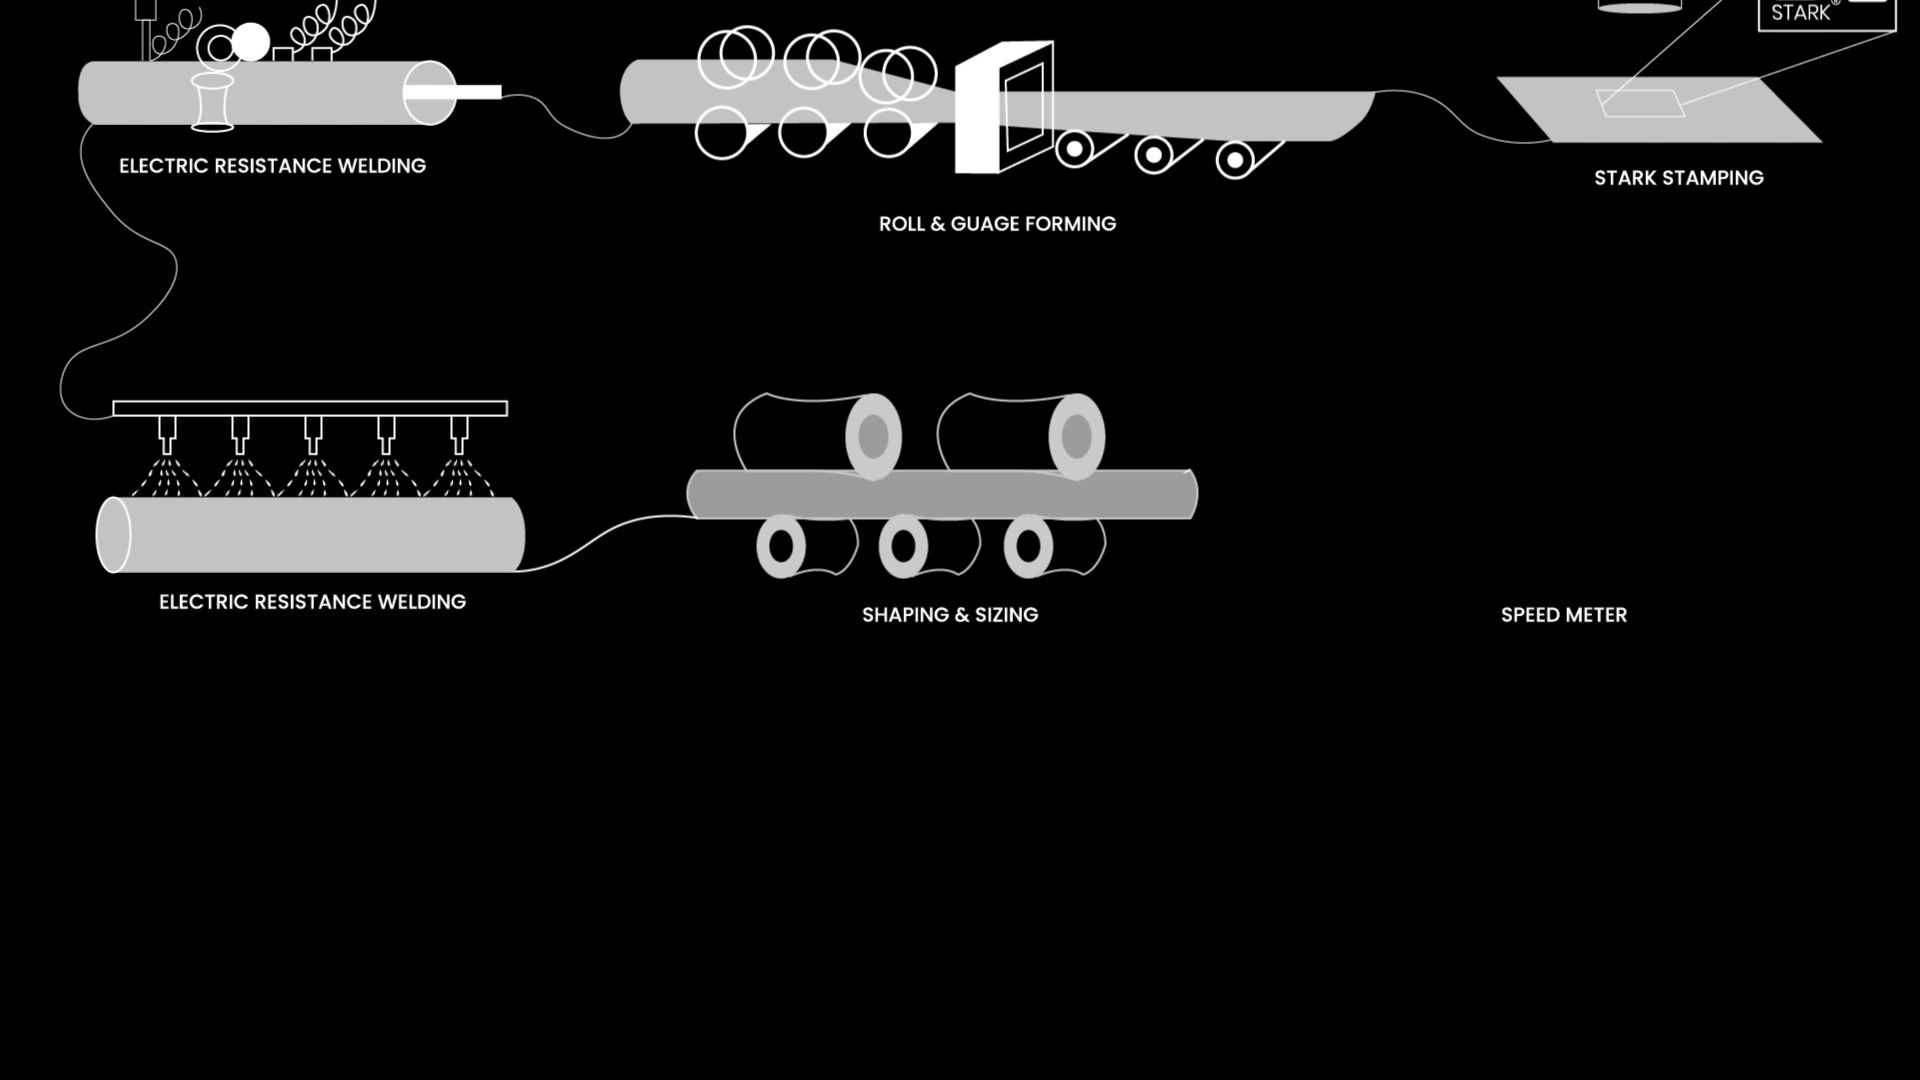 STARK®
ELECTRIC RESISTANCE WELDING
STARK STAMPING
ROLL & GUAGE FORMING
ELECTRIC RESISTANCE WELDING
SHAPING & SIZING
SPEED METER